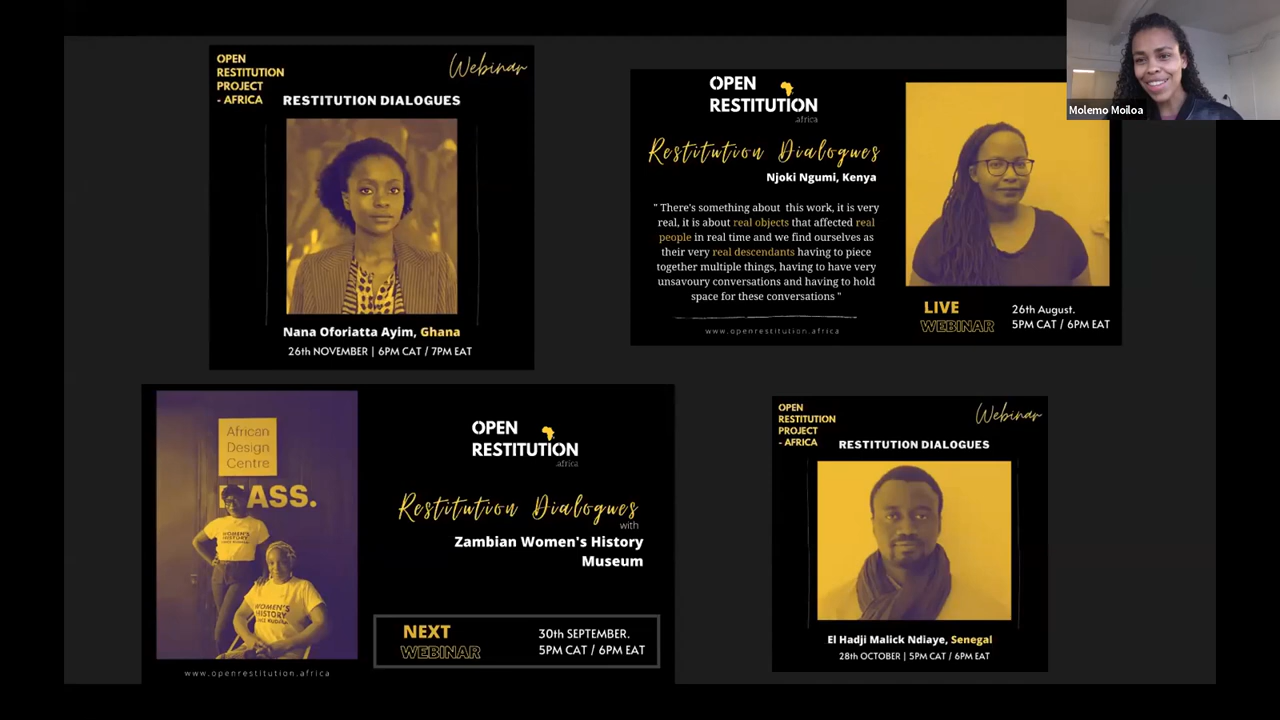 OPEN
RESTITUTION
PROJECT
- AFRICA
Webinar
RESTITUTION DIALOGUES
Nana Oforiatta Ayim, Ghana
26th NOVEMBER | 6PM CAT / 7PM EAT
OPEN
RESTITUTION
.africa
Restitution Dialogues
Njoki Ngumi, Kenya
" There's something about this work, it is very
real, it is about real objects that affected real
people in real time and we find ourselves as
their very real descendants having to piece
together multiple things, having to have very
unsavoury conversations and having to hold
space for these conversations "
www.openrestitution.africa
LIVE
WEBINAR
26th August.
5PM CAT / 6PM EAT
Molemo Moiloa
African
Design
Centre
MASS.
WOMEN'S
HISTORY
WOMEN'S
HISTORY
www.openrestitution.africa
OPEN
RESTITUTION
.africa
Restitution Dialogues
with
Zambian Women's History
Museum
NEXT
WEBINAR
30th SEPTEMBER.
5PM CAT / 6PM EAT
OPEN
RESTITUTION
PROJECT
- AFRICA
Webinar
RESTITUTION DIALOGUES
El Hadji Malick Ndiaye, Senegal
28th OCTOBER | 5PM CAT / 6PM EAT